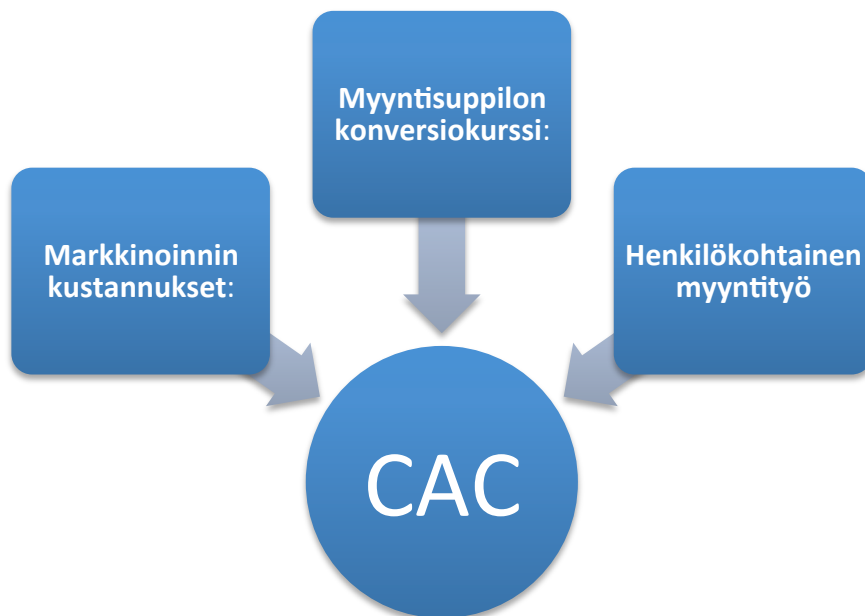 Myyntisuppilon
konversiokurssi:
Markkinoinnin
kustannukset:
Henkilökohtainen
myyntityö
CAC